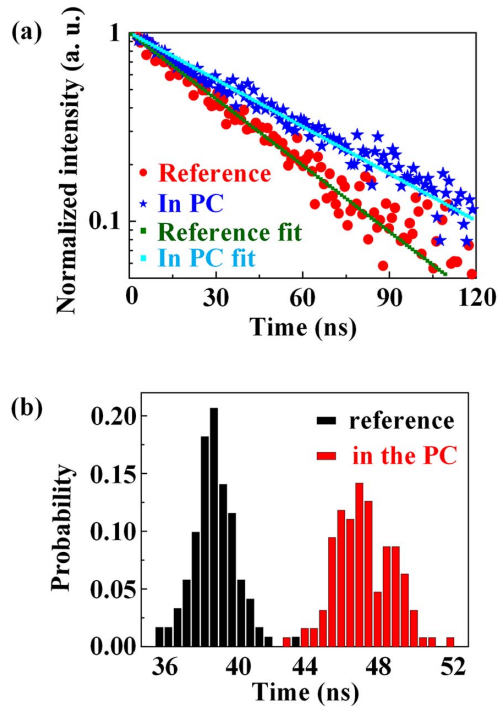 (a)
1
0.1
Normalized intensity (a. u.)
Reference
In PC
Reference fit
In PC fit
0 30 60 90 120
Time (ns)
(b)
0.20
0.15
0.10
0.05
0.00
Probability
reference
in the PC
36 40 44 48 52
Time (ns)